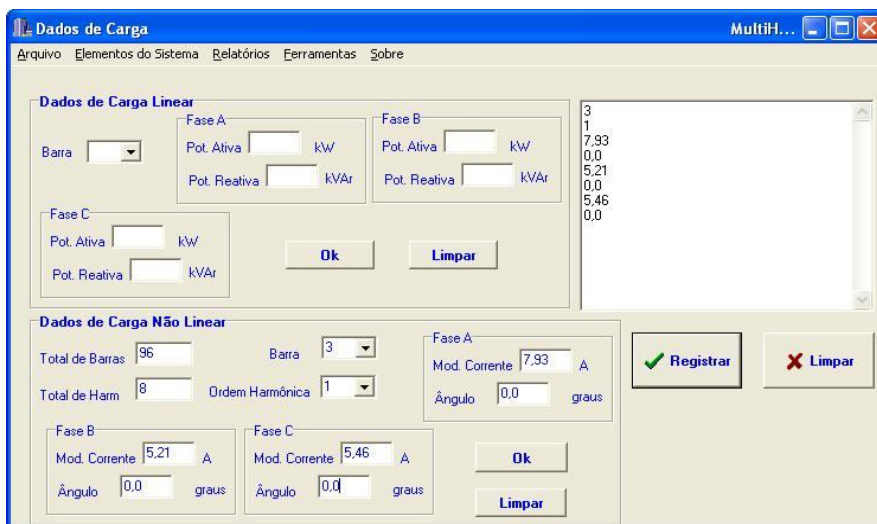 Dados de Carga
MultiH...
Arquivo Elementos do Sistema Relatórios Ferramentas Sobre
Dados de Carga Linear
Barra
Fase A
Pot. Ativa kW
Pot. Reativa kVAr
Fase B
Pot. Ativa kW
Pot. Reativa kVAr
Fase C
Pot. Ativa kW
Pot. Reativa kVAr
Ok
Limpar
3
1
7,93
0,0
5,21
0,0
5,46
0,0
Dados de Carga Não Linear
Total de Barras 96
Barra 3
Total de Harm 8
Ordem Harmônica 1
Fase A
Mod. Corrente 7,93 A
Ângulo 0,0 graus
Fase B
Mod. Corrente 5,21 A
Ângulo 0,0 graus
Fase C
Mod. Corrente 5,46 A
Ângulo 0,0 graus
Ok
Limpar
Registrar
Limpar